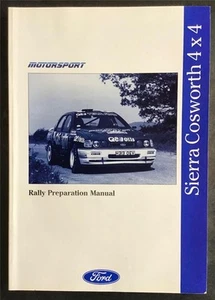 MOTORSPORT
Sierra Cosworth 4 x 4
Rally Preparation Manual
Ford